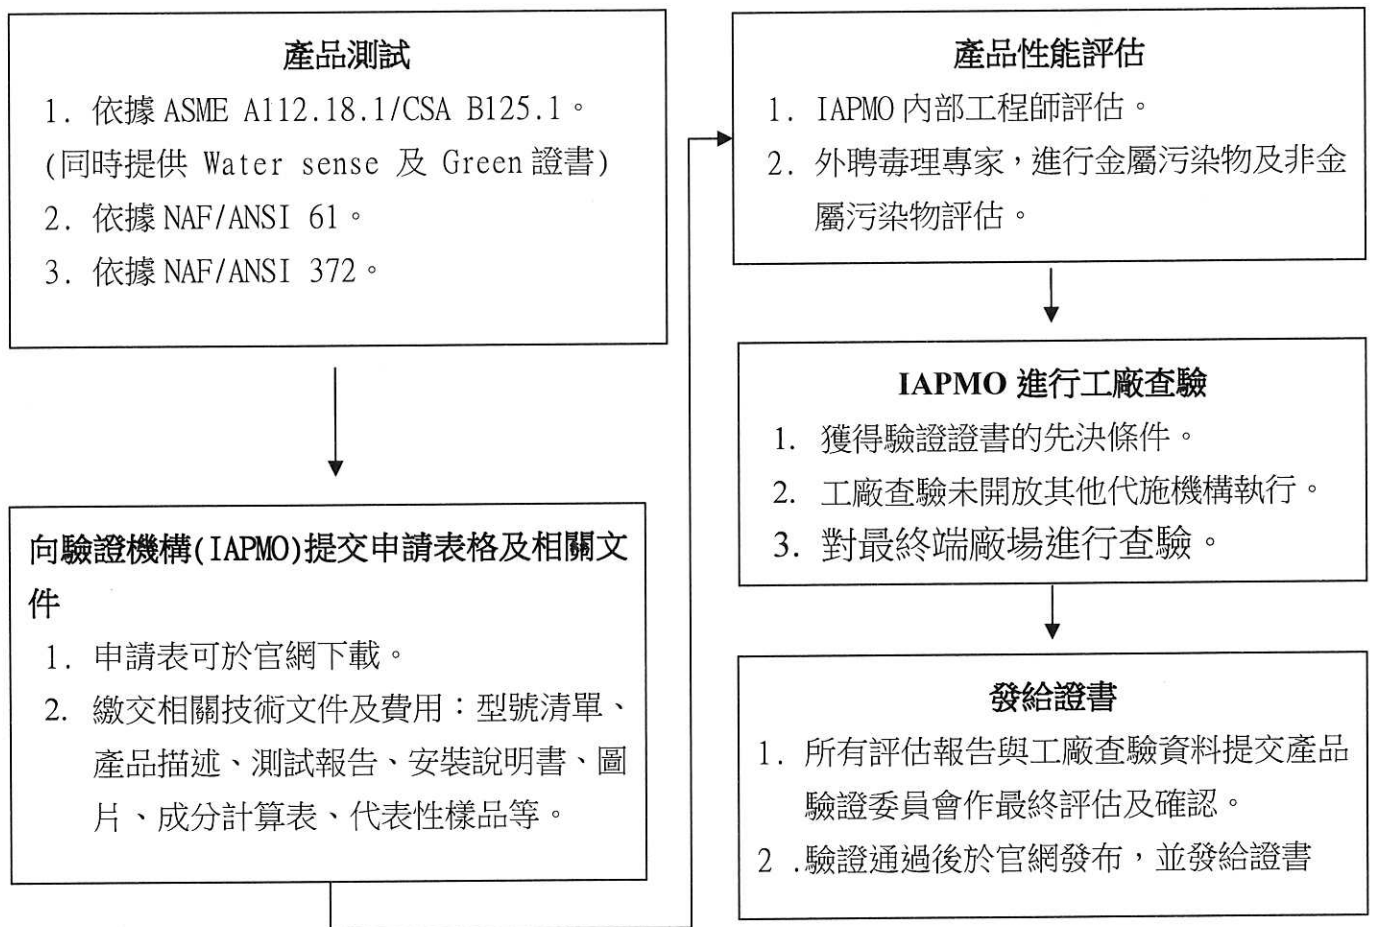 產品測試
1. 依據 ASME A112.18.1/CSA B125.1。
(同時提供 Water sense 及 Green 證書)
2. 依據 NAF/ANSI 61。
3. 依據 NAF/ANSI 372。
向驗證機構(IAPMO)提交申請表格及相關文
件
1. 申請表可於官網下載。
2. 繳交相關技術文件及費用：型號清單、
產品描述、測試報告、安裝說明書、圖
片、成分計算表、代表性樣品等。
產品性能評估
1. IAPMO 內部工程師評估。
2. 外聘毒理專家，進行金屬污染物及非金
屬污染物評估。
IAPMO 進行工廠查驗
1. 獲得驗證證書的先決條件。
2. 工廠查驗未開放其他代施機構執行。
3. 對最終端廠場進行查驗。
發給證書
1. 所有評估報告與工廠查驗資料提交產品
驗證委員會作最終評估及確認。
2 .驗證通過後於官網發布，並發給證書